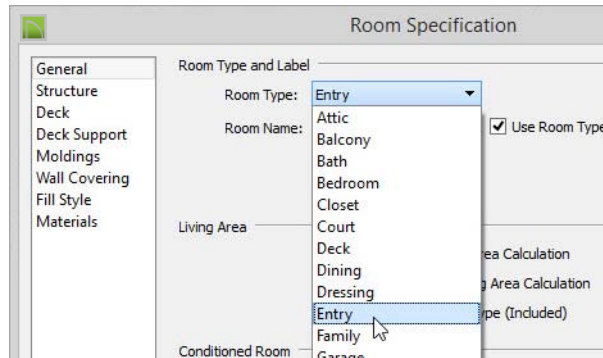 Room Specification
General
Structure
Deck
Deck Support
Moldings
Wall Covering
Fill Style
Materials
Room Type and Label
Room Type: Entry
Room Name:
Use Room Type
Attic
Balcony
Bath
Bedroom
Closet
Court
Deck
Dining
Dressing
Entry
Family
Garage
Living Area
ea Calculation
Area Calculation
pe (Included)
Conditioned Room